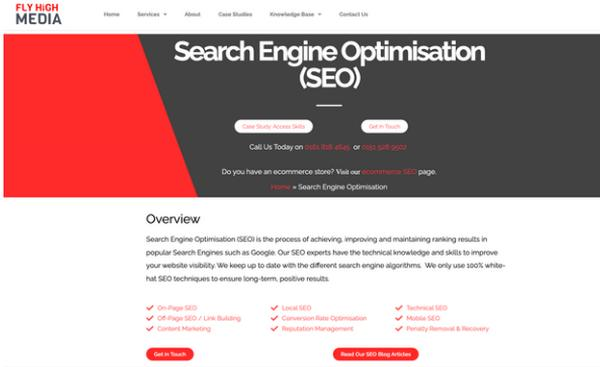 FLY HIGH
MEDIA
Home Services About Case Studies Knowledge Base Contact Us
Search Engine Optimisation
(SEO)
Case Study: Access Skills Get in Touch
Call Us Today on 0161 818 4645 or 0151 528 9502
Do you have an ecommerce store? Visit our ecommerce SEO page.
Home » Search Engine Optimisation
Overview
Search Engine Optimisation (SEO) is the process of achieving, improving and maintaining ranking results in
popular Search Engines such as Google. Our SEO experts have the technical knowledge and skills to improve
your website visibility. We keep up to date with the different search engine algorithms. We only use 100% white-
hat SEO techniques to ensure long-term, positive results.
On-Page SEO Local SEO Technical SEO
Off-Page SEO / Link Building Conversion Rate Optimisation Mobile SEO
Content Marketing Reputation Management Penalty Removal & Recovery
Get in Touch Read Our SEO Blog Articles